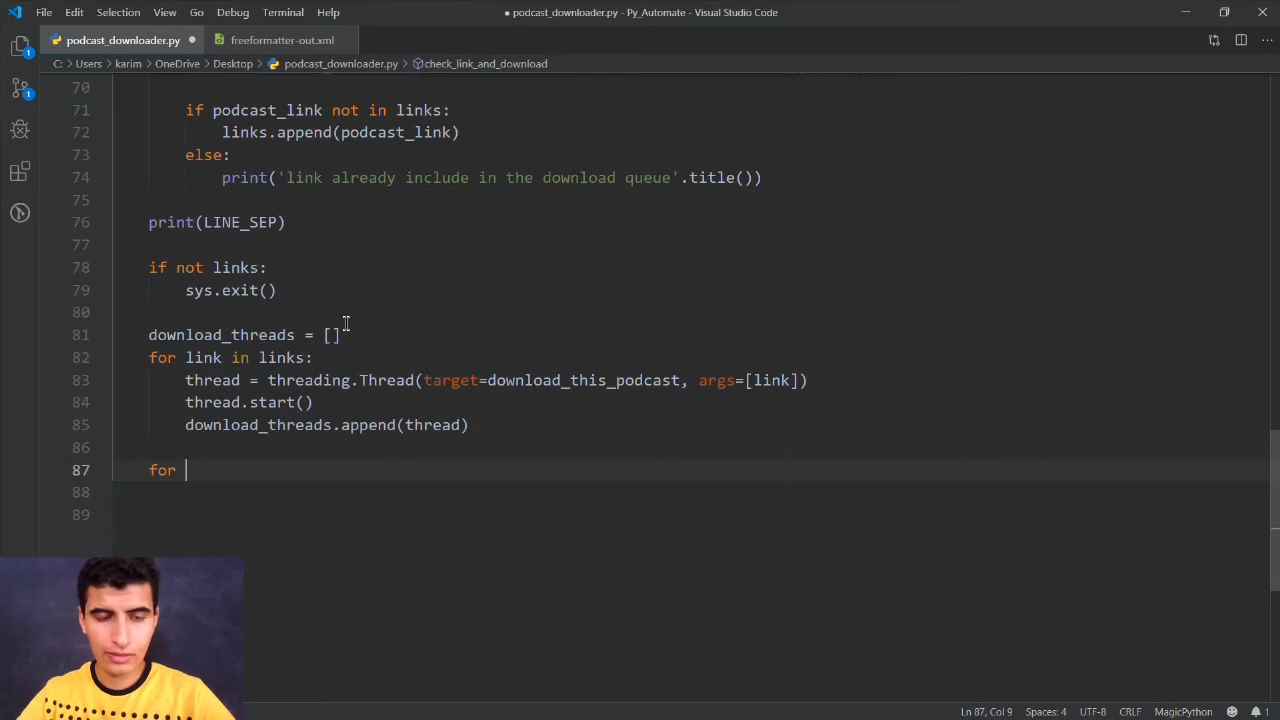 File Edit Selection View Go Debug Terminal Help
● podcast_downloader.py - Py_Automate - Visual Studio Code
podcast_downloader.py ● freeformatter-out.xml
C: > Users > karim > OneDrive > Desktop > podcast_downloader.py > check_link_and_download
1
1
70
71 if podcast_link not in links:
72 links.append(podcast_link)
73 else:
74 print('link already include in the download queue'.title())
75
76 print(LINE_SEP)
77
78 if not links:
79 sys.exit()
80
81 download_threads = []
82 for link in links:
83 thread = threading.Thread(target=download_this_podcast, args=[link])
84 thread.start()
85 download_threads.append(thread)
86
87 for
88
89
Ln 87, Col 9 Spaces: 4 UTF-8 CRLF MagicPython 1